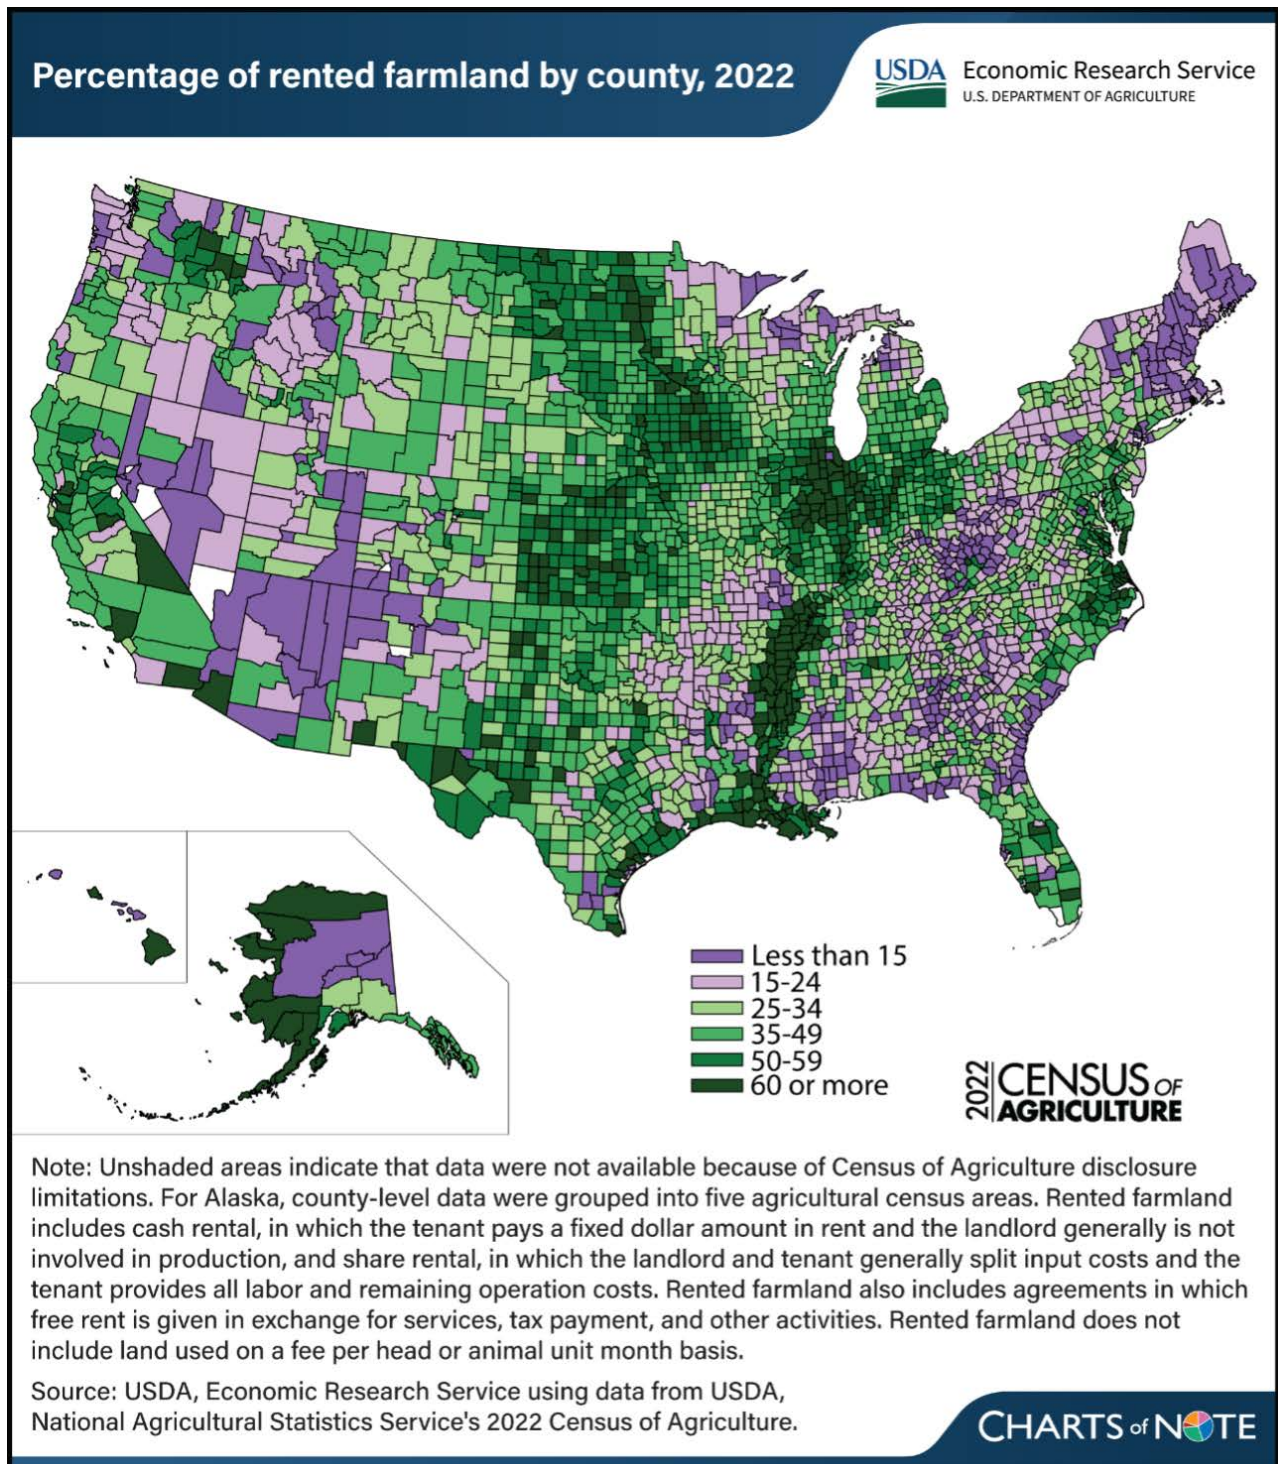 Percentage of rented farmland by county, 2022
USDA Economic Research Service
U.S. DEPARTMENT OF AGRICULTURE
Less than 15
15-24
25-34
35-49
50-59
60 or more
2022 CENSUS OF
AGRICULTURE
Note: Unshaded areas indicate that data were not available because of Census of Agriculture disclosure
limitations. For Alaska, county-level data were grouped into five agricultural census areas. Rented farmland
includes cash rental, in which the tenant pays a fixed dollar amount in rent and the landlord generally is not
involved in production, and share rental, in which the landlord and tenant generally split input costs and the
tenant provides all labor and remaining operation costs. Rented farmland also includes agreements in which
free rent is given in exchange for services, tax payment, and other activities. Rented farmland does not
include land used on a fee per head or animal unit month basis.
Source: USDA, Economic Research Service using data from USDA,
National Agricultural Statistics Service's 2022 Census of Agriculture.
CHARTS of NOTE